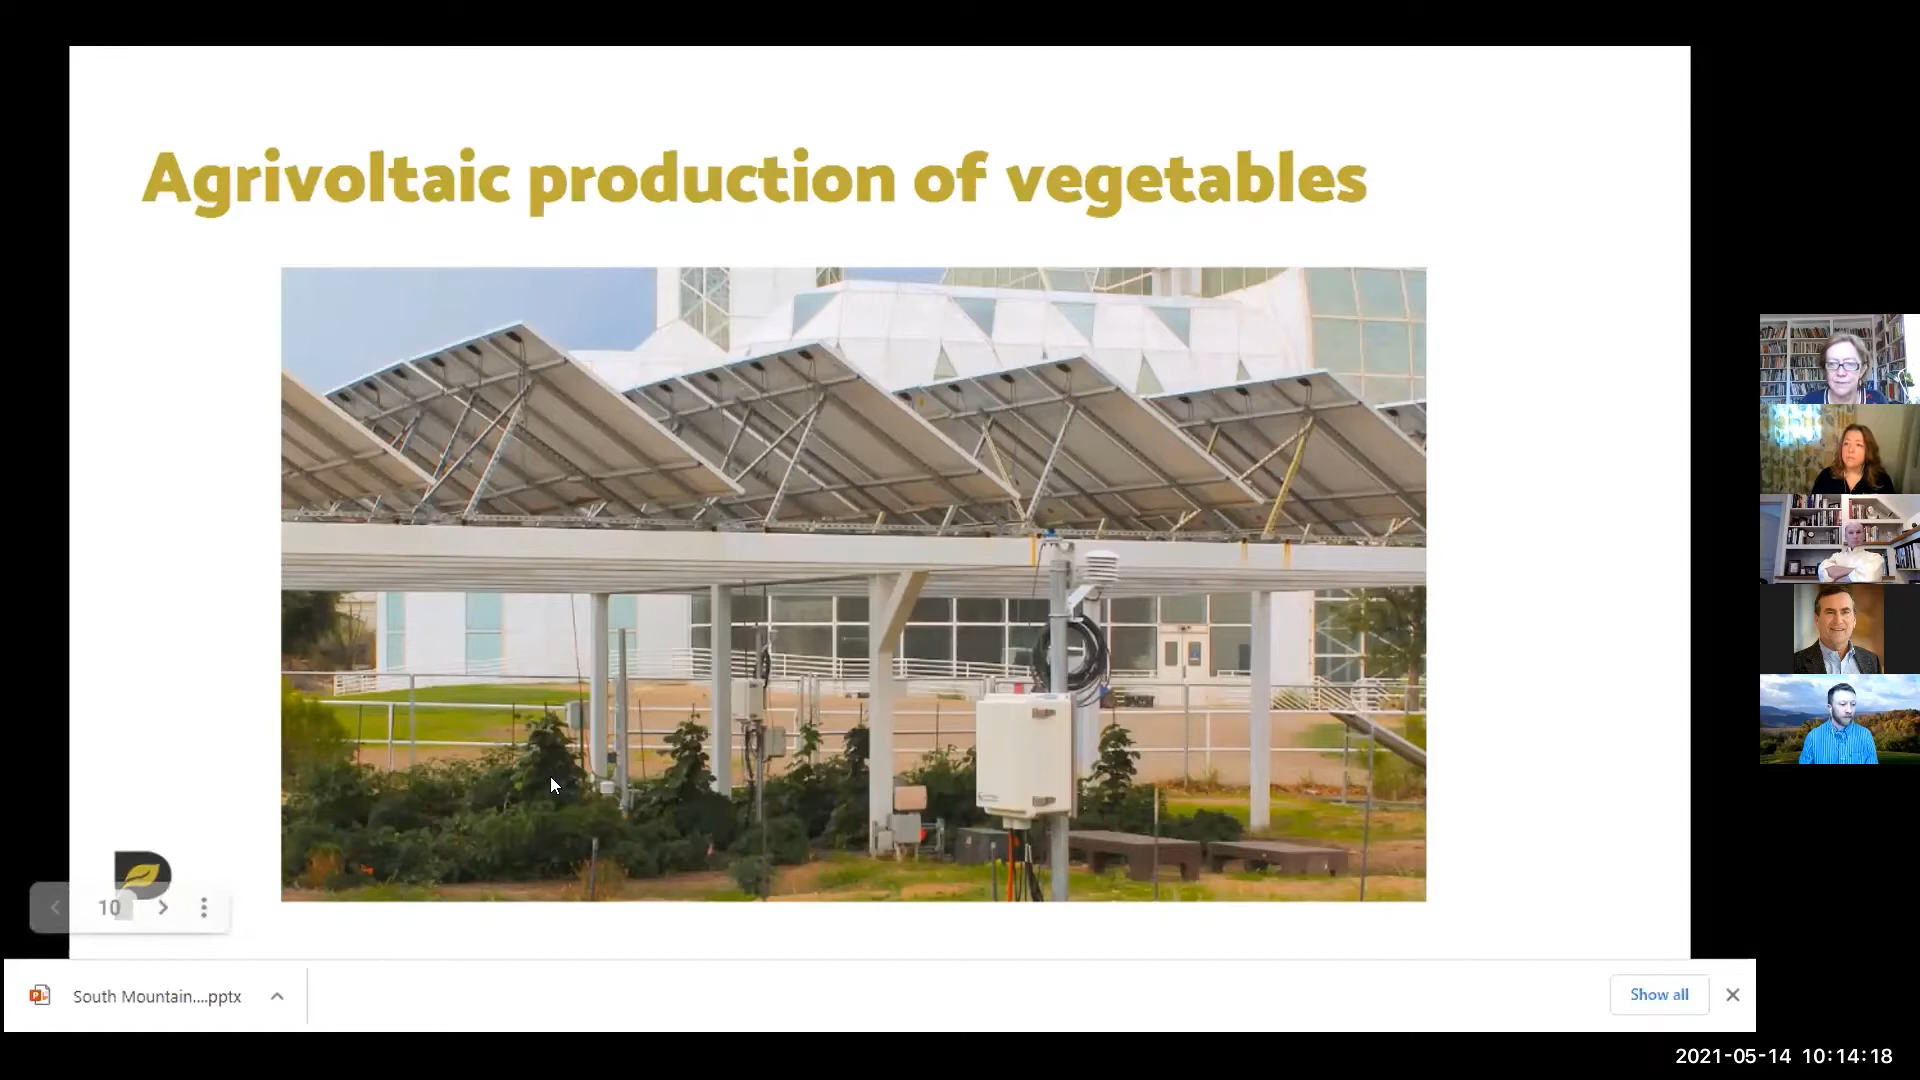 Agrivoltaic production of vegetables
10
South Mountain....pptx
Show all
2021-05-14 10:14:18